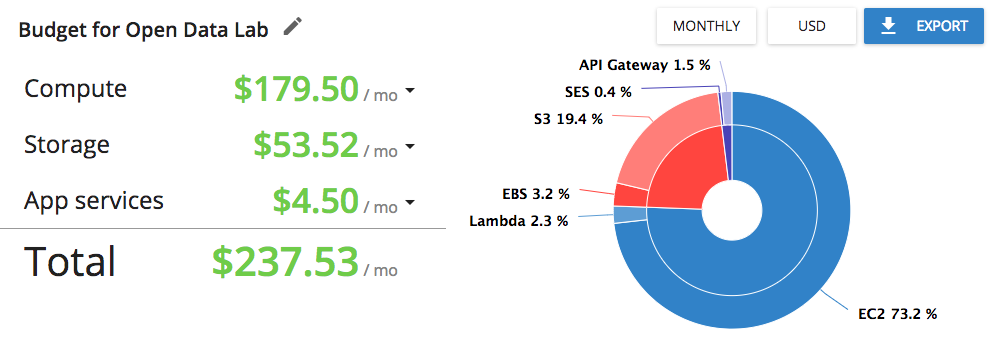 Budget for Open Data Lab
MONTHLY
USD
EXPORT
Compute $179.50 / mo
Storage $53.52 / mo
App services $4.50 / mo
Total $237.53 / mo
API Gateway 1.5 %
SES 0.4 %
S3 19.4 %
EBS 3.2 %
Lambda 2.3 %
EC2 73.2 %